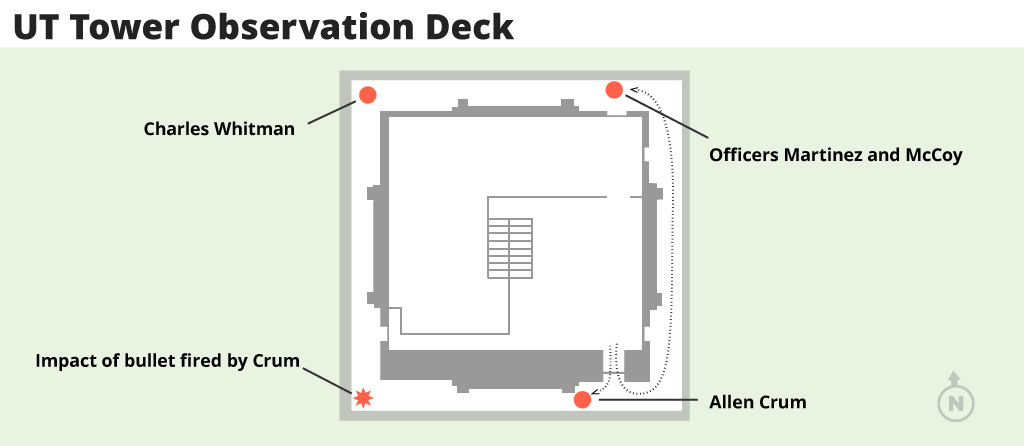 UT Tower Observation Deck
Charles Whitman
Officers Martinez and McCoy
Impact of bullet fired by Crum
Allen Crum
N